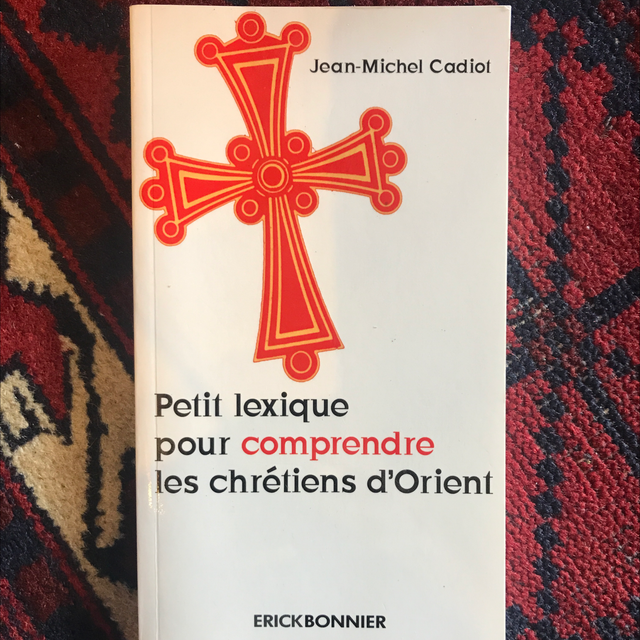 Jean-Michel Cadiot
Petit lexique
pour comprendre
les chrétiens d'Orient
ERICKBONNIER